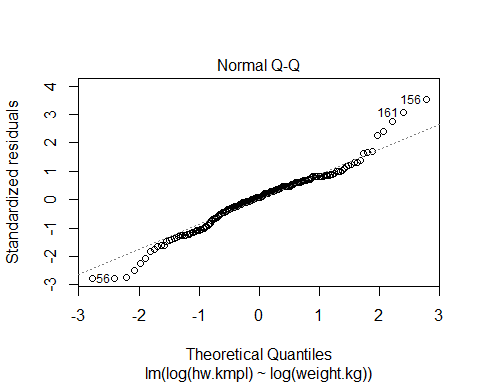 Normal Q-Q
Standardized residuals
4
3
2
1
0
-1
-2
-3
156
161
56
-3 -2 -1 0 1 2 3
Theoretical Quantiles
lm(log(hw.kmpl) ~ log(weight.kg))